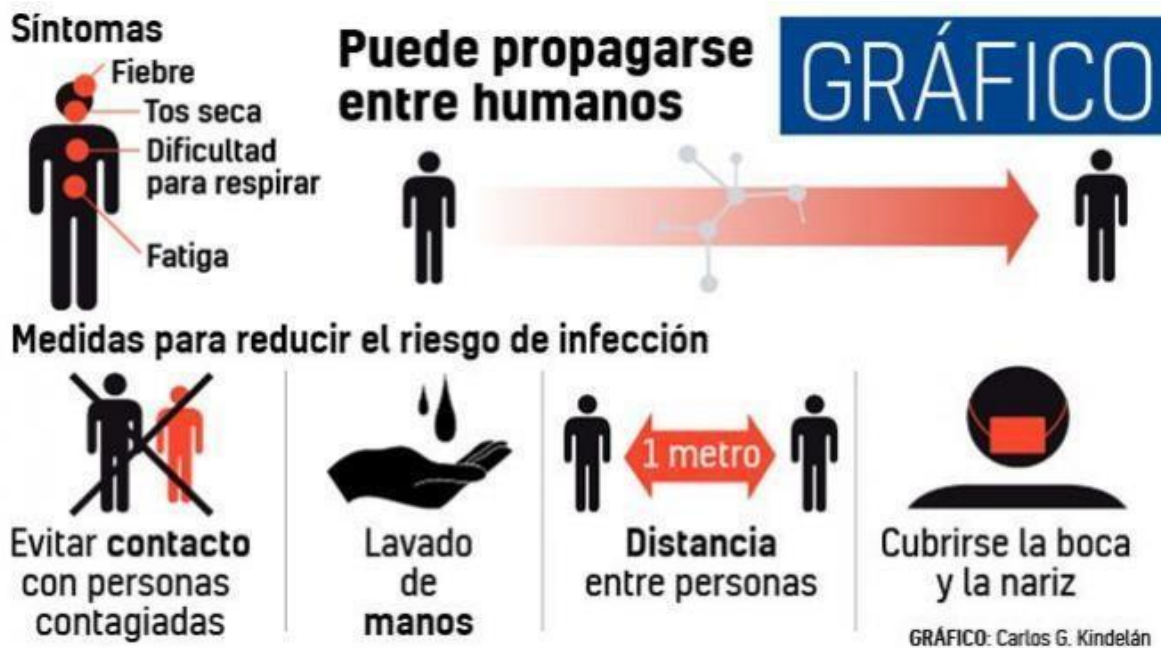 Síntomas
Fiebre
Tos seca
Dificultad
para respirar
Fatiga
Puede propagarse
entre humanos
GRÁFICO
Medidas para reducir el riesgo de infección
Evitar contacto
con personas
contagiadas
Lavado
de
manos
1 metro
Distancia
entre personas
Cubrirse la boca
y la nariz
GRÁFICO: Carlos G. Kindelán